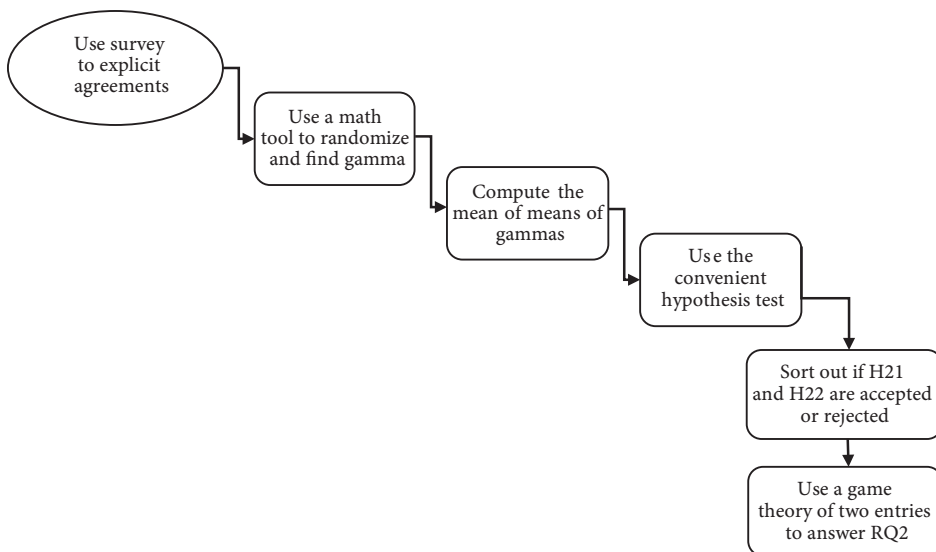 Use survey
to explicit
agreements
Use a math
tool to randomize
and find gamma
Compute the
mean of means of
gammas
Use the
convenient
hypothesis test
Sort out if H21
and H22 are accepted
or rejected
Use a game
theory of two entries
to answer RQ2